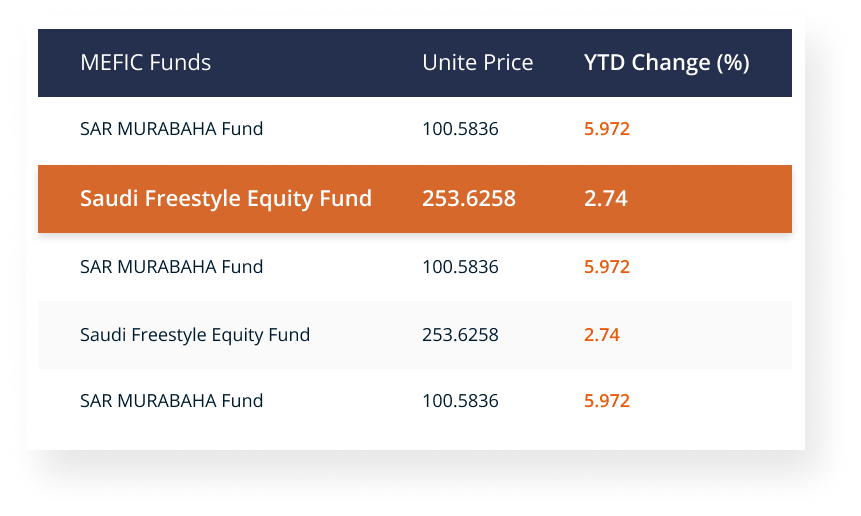 MEFIC Funds Unite Price YTD Change (%)
SAR MURABAHA Fund 100.5836 5.972
Saudi Freestyle Equity Fund 253.6258 2.74
SAR MURABAHA Fund 100.5836 5.972
Saudi Freestyle Equity Fund 253.6258 2.74
SAR MURABAHA Fund 100.5836 5.972